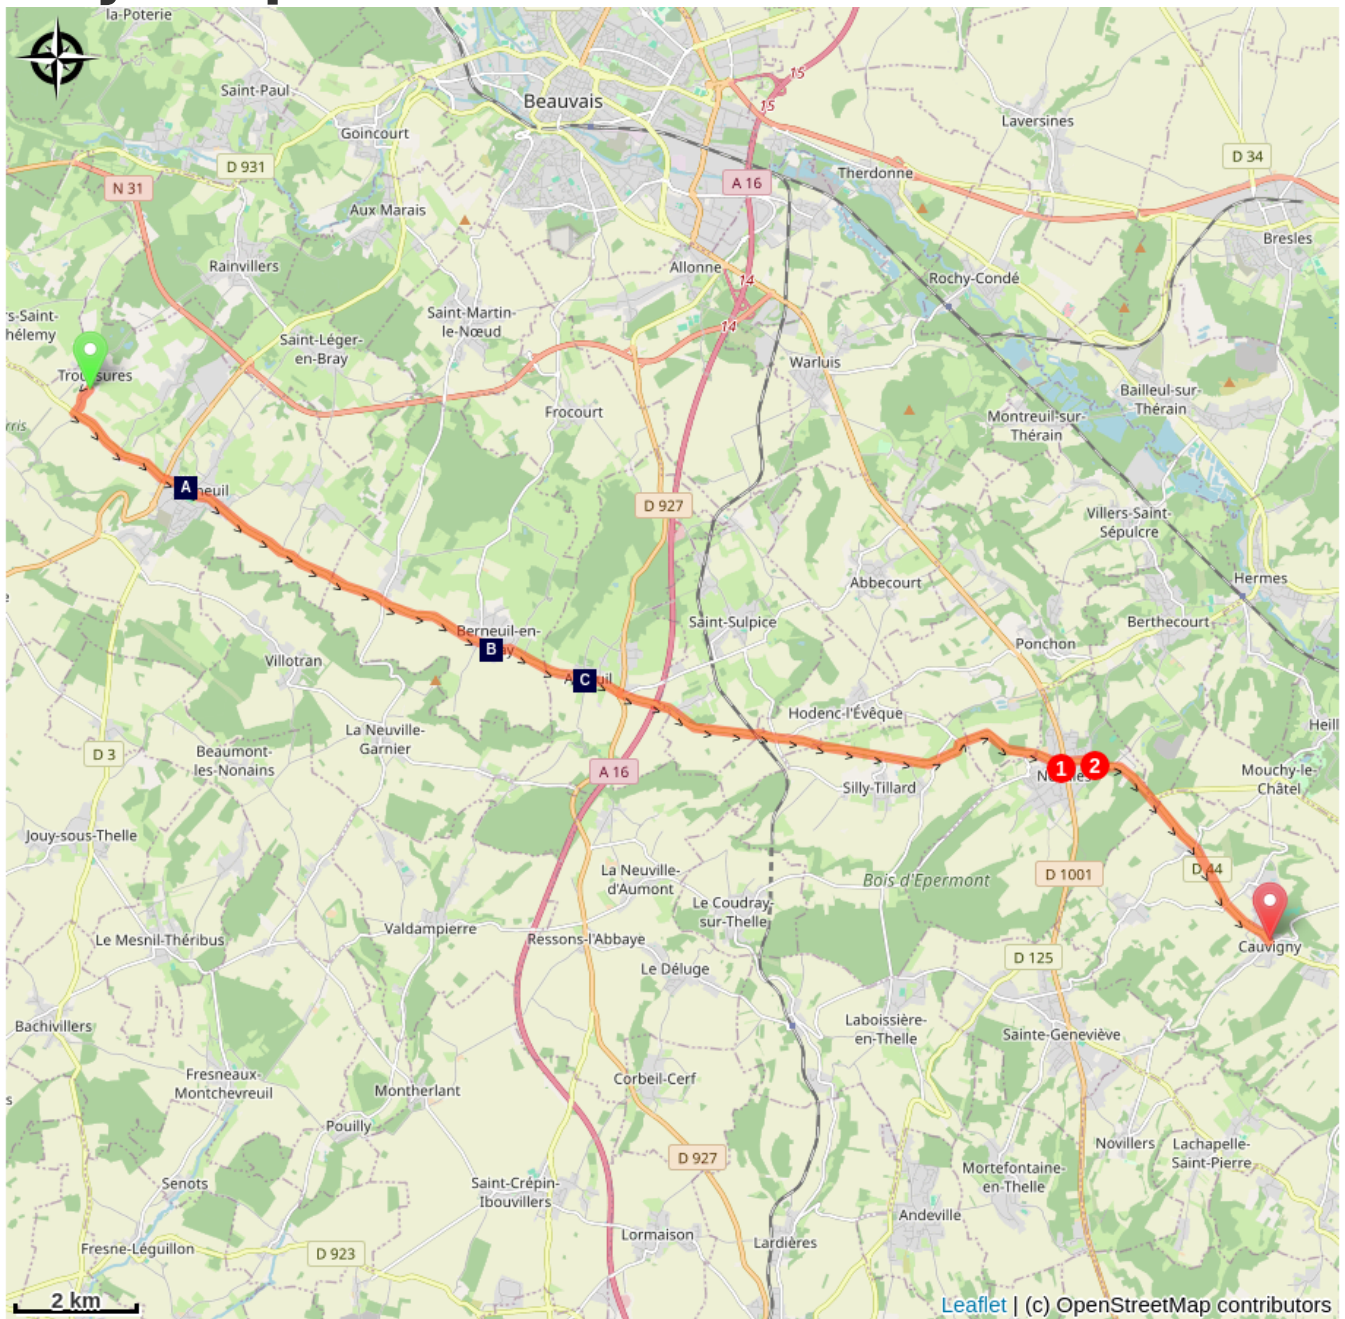 la-Poterie
Saint-Paul
Beauvais
Goincourt
15
15
Laversines
D 931
D 34
N 31
A 16
Therdonne
Aux Marais
Bresles
Rainvillers
Allonne
14
Rochy-Condé
rs-Saint-
hélemy
Saint-Martin-
le-Nœud
14
Saint-Léger-
en-Bray
Warluis
Bailleul-sur-
Thérain
Frocourt
Montreuil-sur-
Thérain
A
neuil
D 927
Villers-Saint-
Sépulcre
Abbecourt
Hermes
Saint-Sulpice
Berthecourt
Berneuil-en-
B
Ponchon
Villotran
C
Hodenc-l'Évêque
La Neuville-
Garnier
D 3
Beaumont-
les-Nonains
A 16
1
2
Silly-Tillard
Mouchy-le-
Châtel
Jouy-sous-Thelle
La Neuville-
d'Aumont
Bois d'Epermont
D 1001
D 44
Le Coudray-
sur-Thelle
Valdampierre
Le Mesnil-Théribus
Ressons-l'Abbaye
Cauvigny
D 125
Le Déluge
Bachivillers
Laboissière-
en-Thelle
Sainte-Geneviève
Fresneaux-
Montchevreuil
Corbeil-Cerf
Montherlant
Pouilly
Novillers
Lachapelle-
Saint-Pierre
D 927
Mortefontaine-
en-Thelle
Senots
Saint-Crépin-
Ibouvillers
Andeville
Lormaison
Lardières
Fresne-Léguillon
D 923
2 km
Leaflet | (c) OpenStreetMap contributors